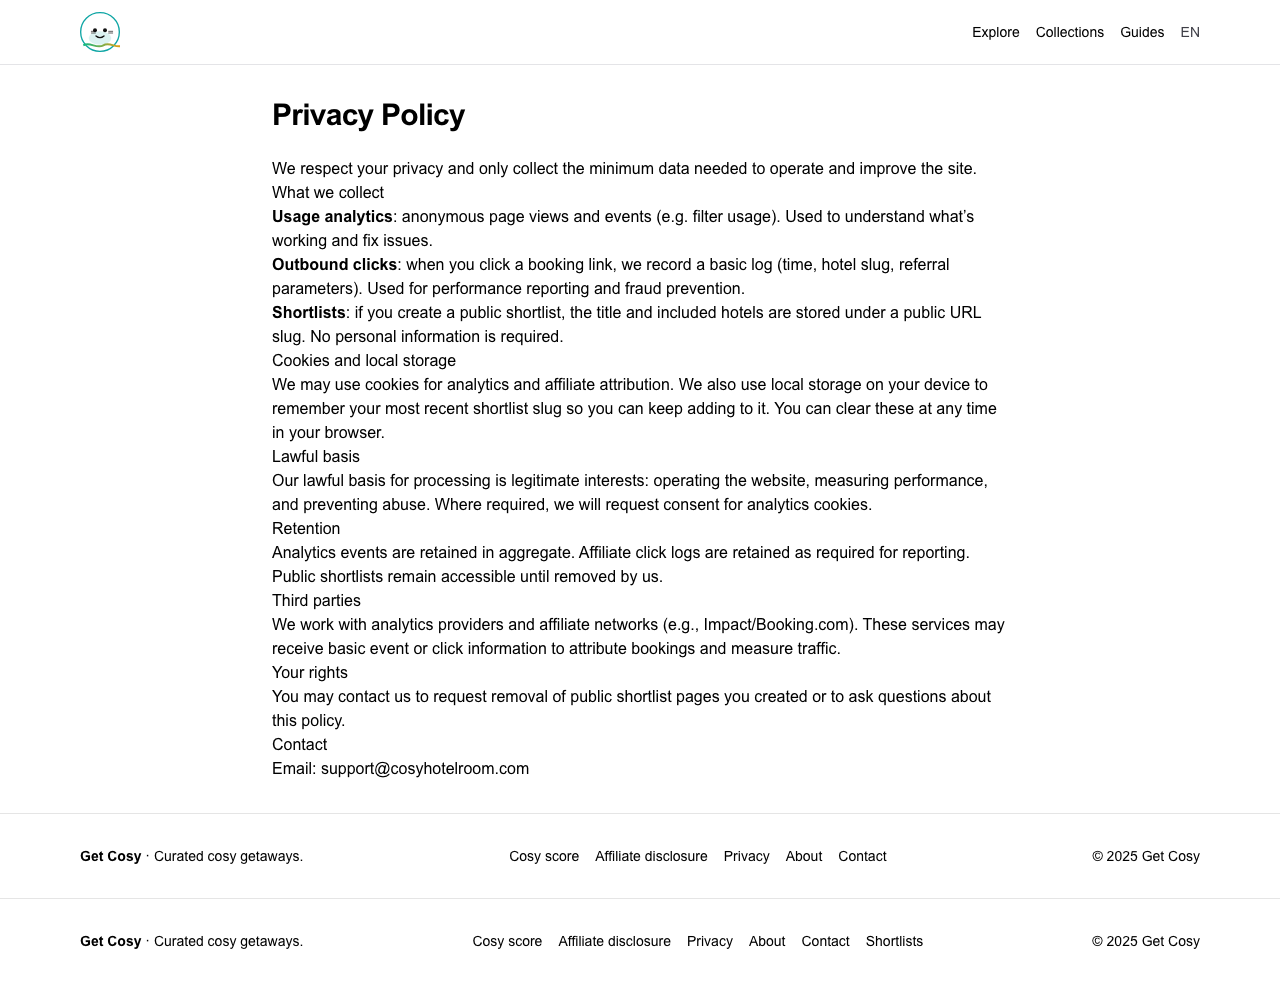 Explore
Collections
Guides
EN
Privacy Policy
We respect your privacy and only collect the minimum data needed to operate and improve the site.
What we collect
Usage analytics: anonymous page views and events (e.g. filter usage). Used to understand what’s
working and fix issues.
Outbound clicks: when you click a booking link, we record a basic log (time, hotel slug, referral
parameters). Used for performance reporting and fraud prevention.
Shortlists: if you create a public shortlist, the title and included hotels are stored under a public URL
slug. No personal information is required.
Cookies and local storage
We may use cookies for analytics and affiliate attribution. We also use local storage on your device to
remember your most recent shortlist slug so you can keep adding to it. You can clear these at any time
in your browser.
Lawful basis
Our lawful basis for processing is legitimate interests: operating the website, measuring performance,
and preventing abuse. Where required, we will request consent for analytics cookies.
Retention
Analytics events are retained in aggregate. Affiliate click logs are retained as required for reporting.
Public shortlists remain accessible until removed by us.
Third parties
We work with analytics providers and affiliate networks (e.g., Impact/Booking.com). These services may
receive basic event or click information to attribute bookings and measure traffic.
Your rights
You may contact us to request removal of public shortlist pages you created or to ask questions about
this policy.
Contact
Email: support@cosyhotelroom.com
Get Cosy · Curated cosy getaways.
Cosy score
Affiliate disclosure
Privacy
About
Contact
© 2025 Get Cosy
Get Cosy · Curated cosy getaways.
Cosy score
Affiliate disclosure
Privacy
About
Contact
Shortlists
© 2025 Get Cosy